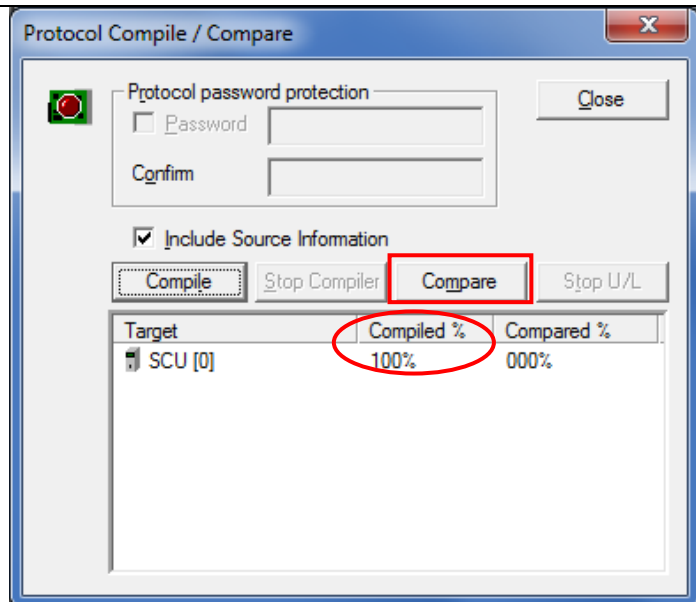 Protocol Compile / Compare
Protocol password protection
Close
Password
Confirm
Include Source Information
Compile Stop Compiler Compare Stop U/L
Target Compiled % Compared %
SCU [0] 100% 000%